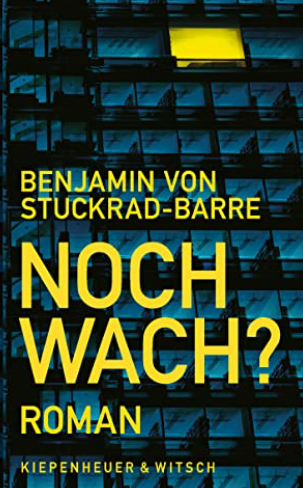 BENJAMIN VON
STUCKRAD-BARRE
NOCH
WACH?
ROMAN
KIEPENHEUER & WITSCH